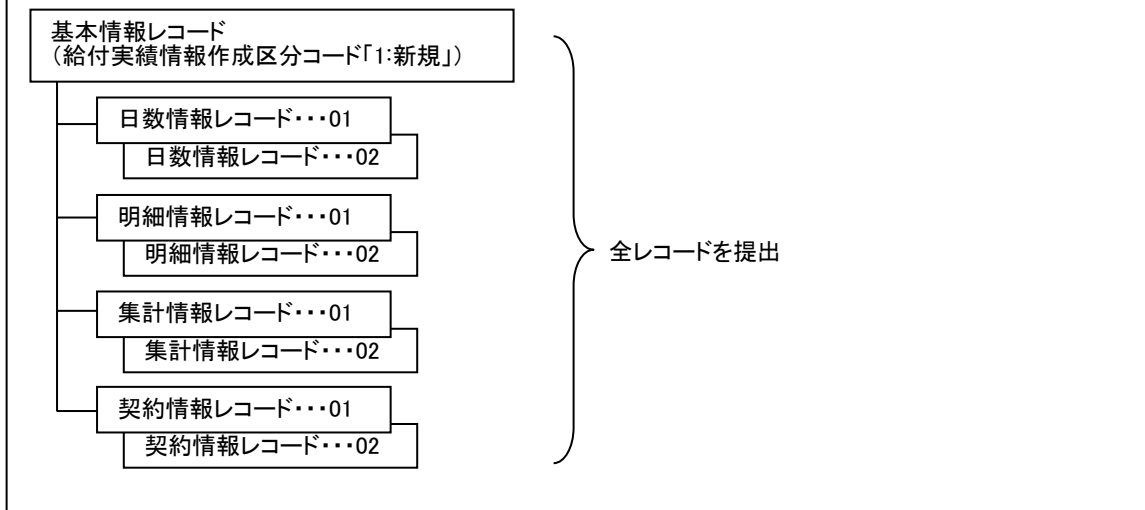 基本情報レコード
（給付実績情報作成区分コード「1:新規」）
日数情報レコード・・・01
日数情報レコード・・・02
明細情報レコード・・・01
明細情報レコード・・・02
全レコードを提出
集計情報レコード・・・01
集計情報レコード・・・02
契約情報レコード・・・01
契約情報レコード・・・02